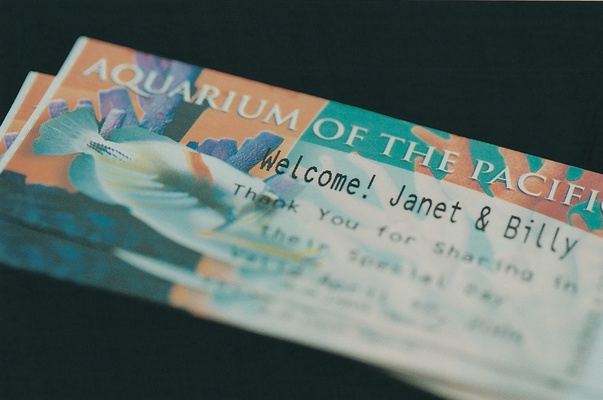 AQUARIUM OF THE PACIFIC
Welcome! Janet & Billy
Thank You for Sharing in
their Special Day